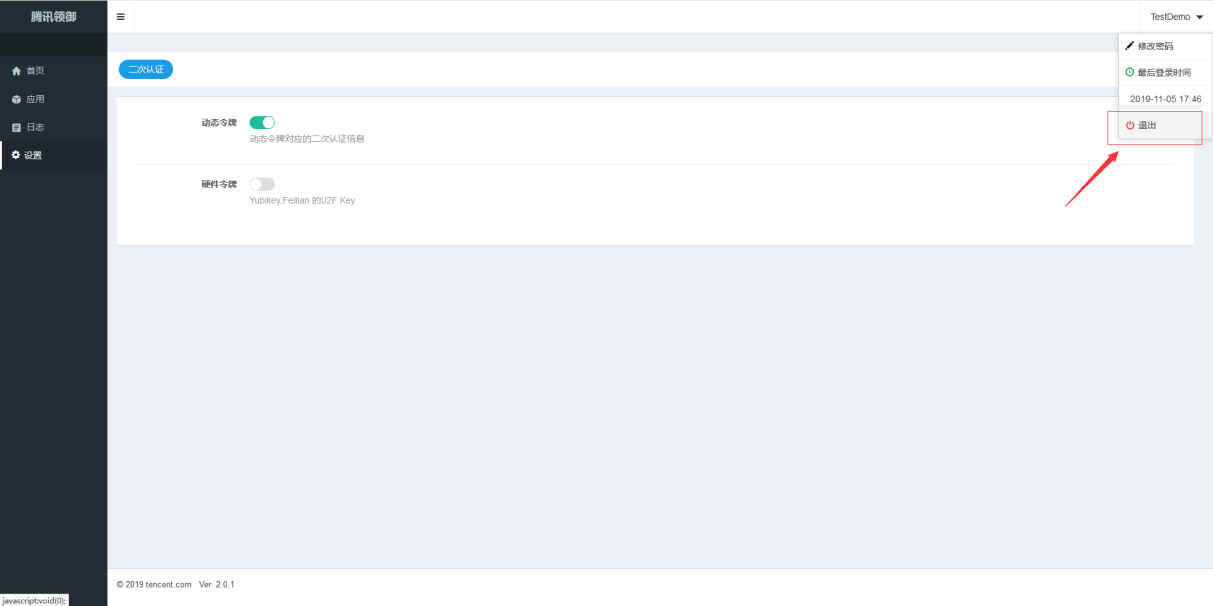 腾讯领御
TestDemo
修改密码
最后登录时间
2019-11-05 17:46
退出
首页
应用
日志
设置
二次认证
动态令牌
动态令牌对应的二次认证信息
硬件令牌
Yubikey,Feitian 的U2F Key
© 2019 tencent.com Ver: 2.0.1
javascript:void(0);